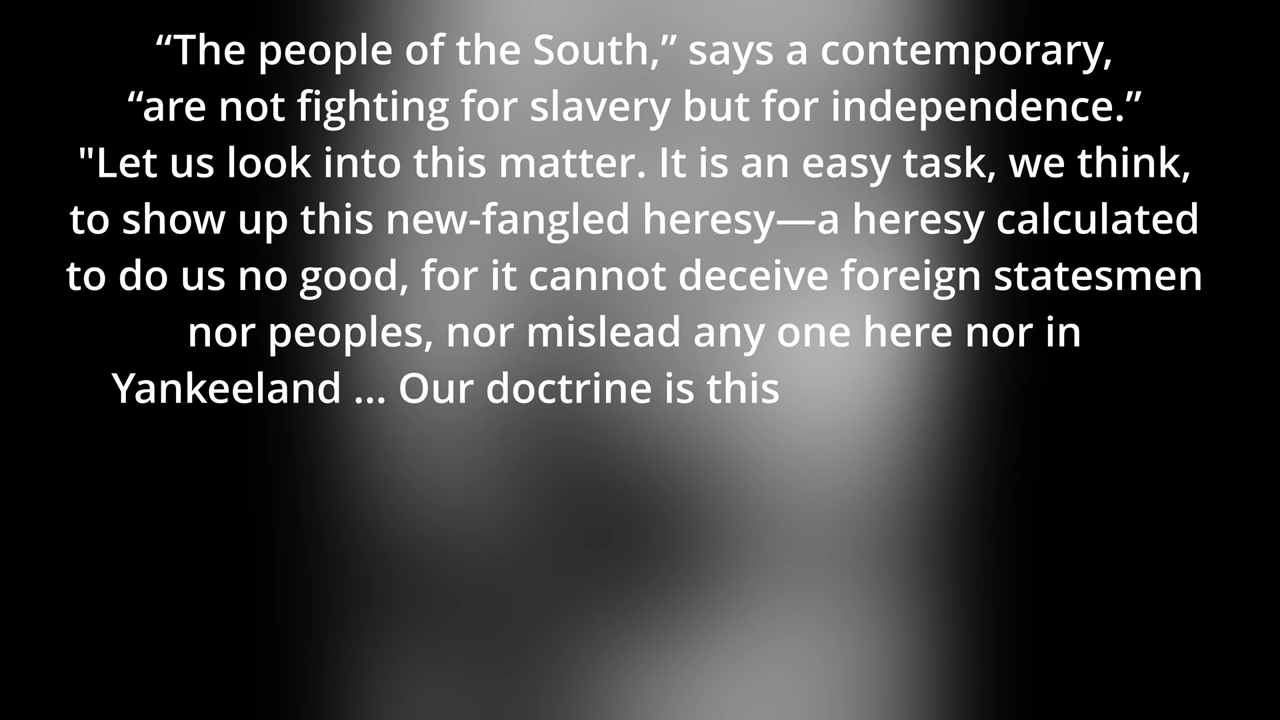 “The people of the South,” says a contemporary,
“are not fighting for slavery but for independence.”
"Let us look into this matter. It is an easy task, we think,
to show up this new-fangled heresy—a heresy calculated
to do us no good, for it cannot deceive foreign statesmen
nor peoples, nor mislead any one here nor in
Yankeeland ... Our doctrine is this